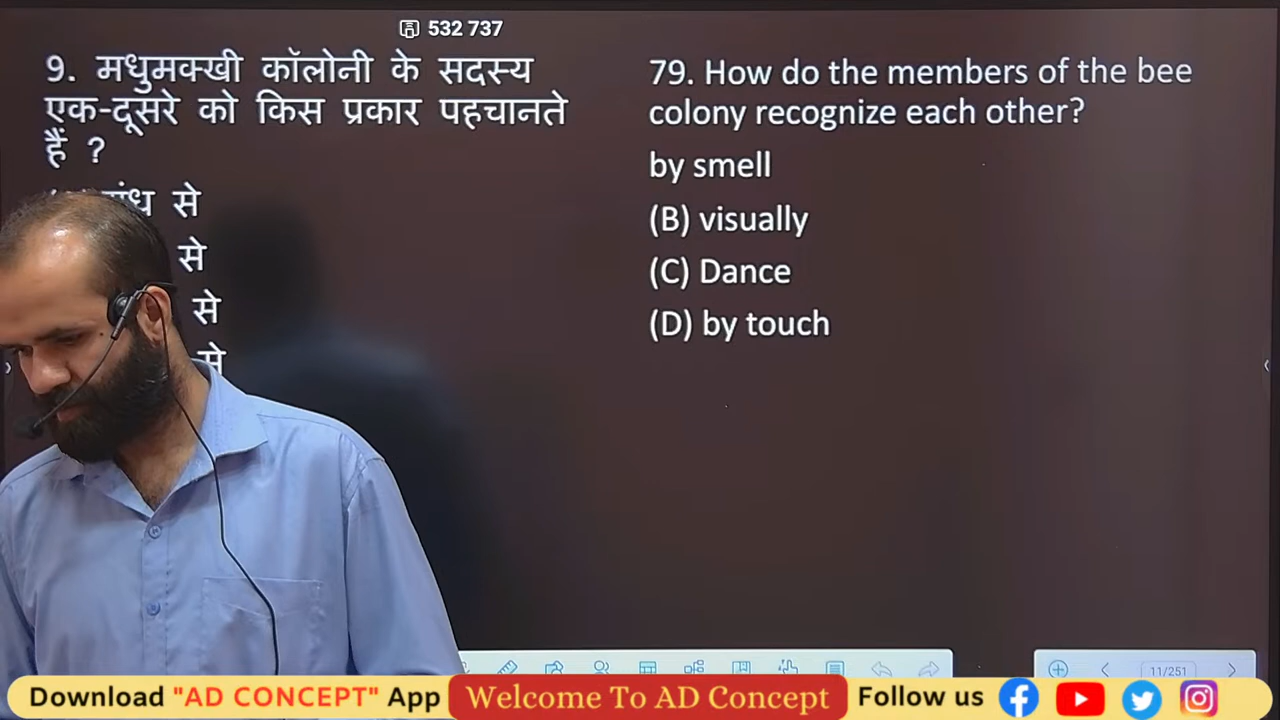 532 737
9. मधुमक्खी कॉलोनी के सदस्य
एक-दूसरे को किस प्रकार पहचानते
हैं ?
गंध से
से
से
से
79. How do the members of the bee
colony recognize each other?
by smell
(B) visually
(C) Dance
(D) by touch
11/251
Download "AD CONCEPT" App
Welcome To AD Concept
Follow us